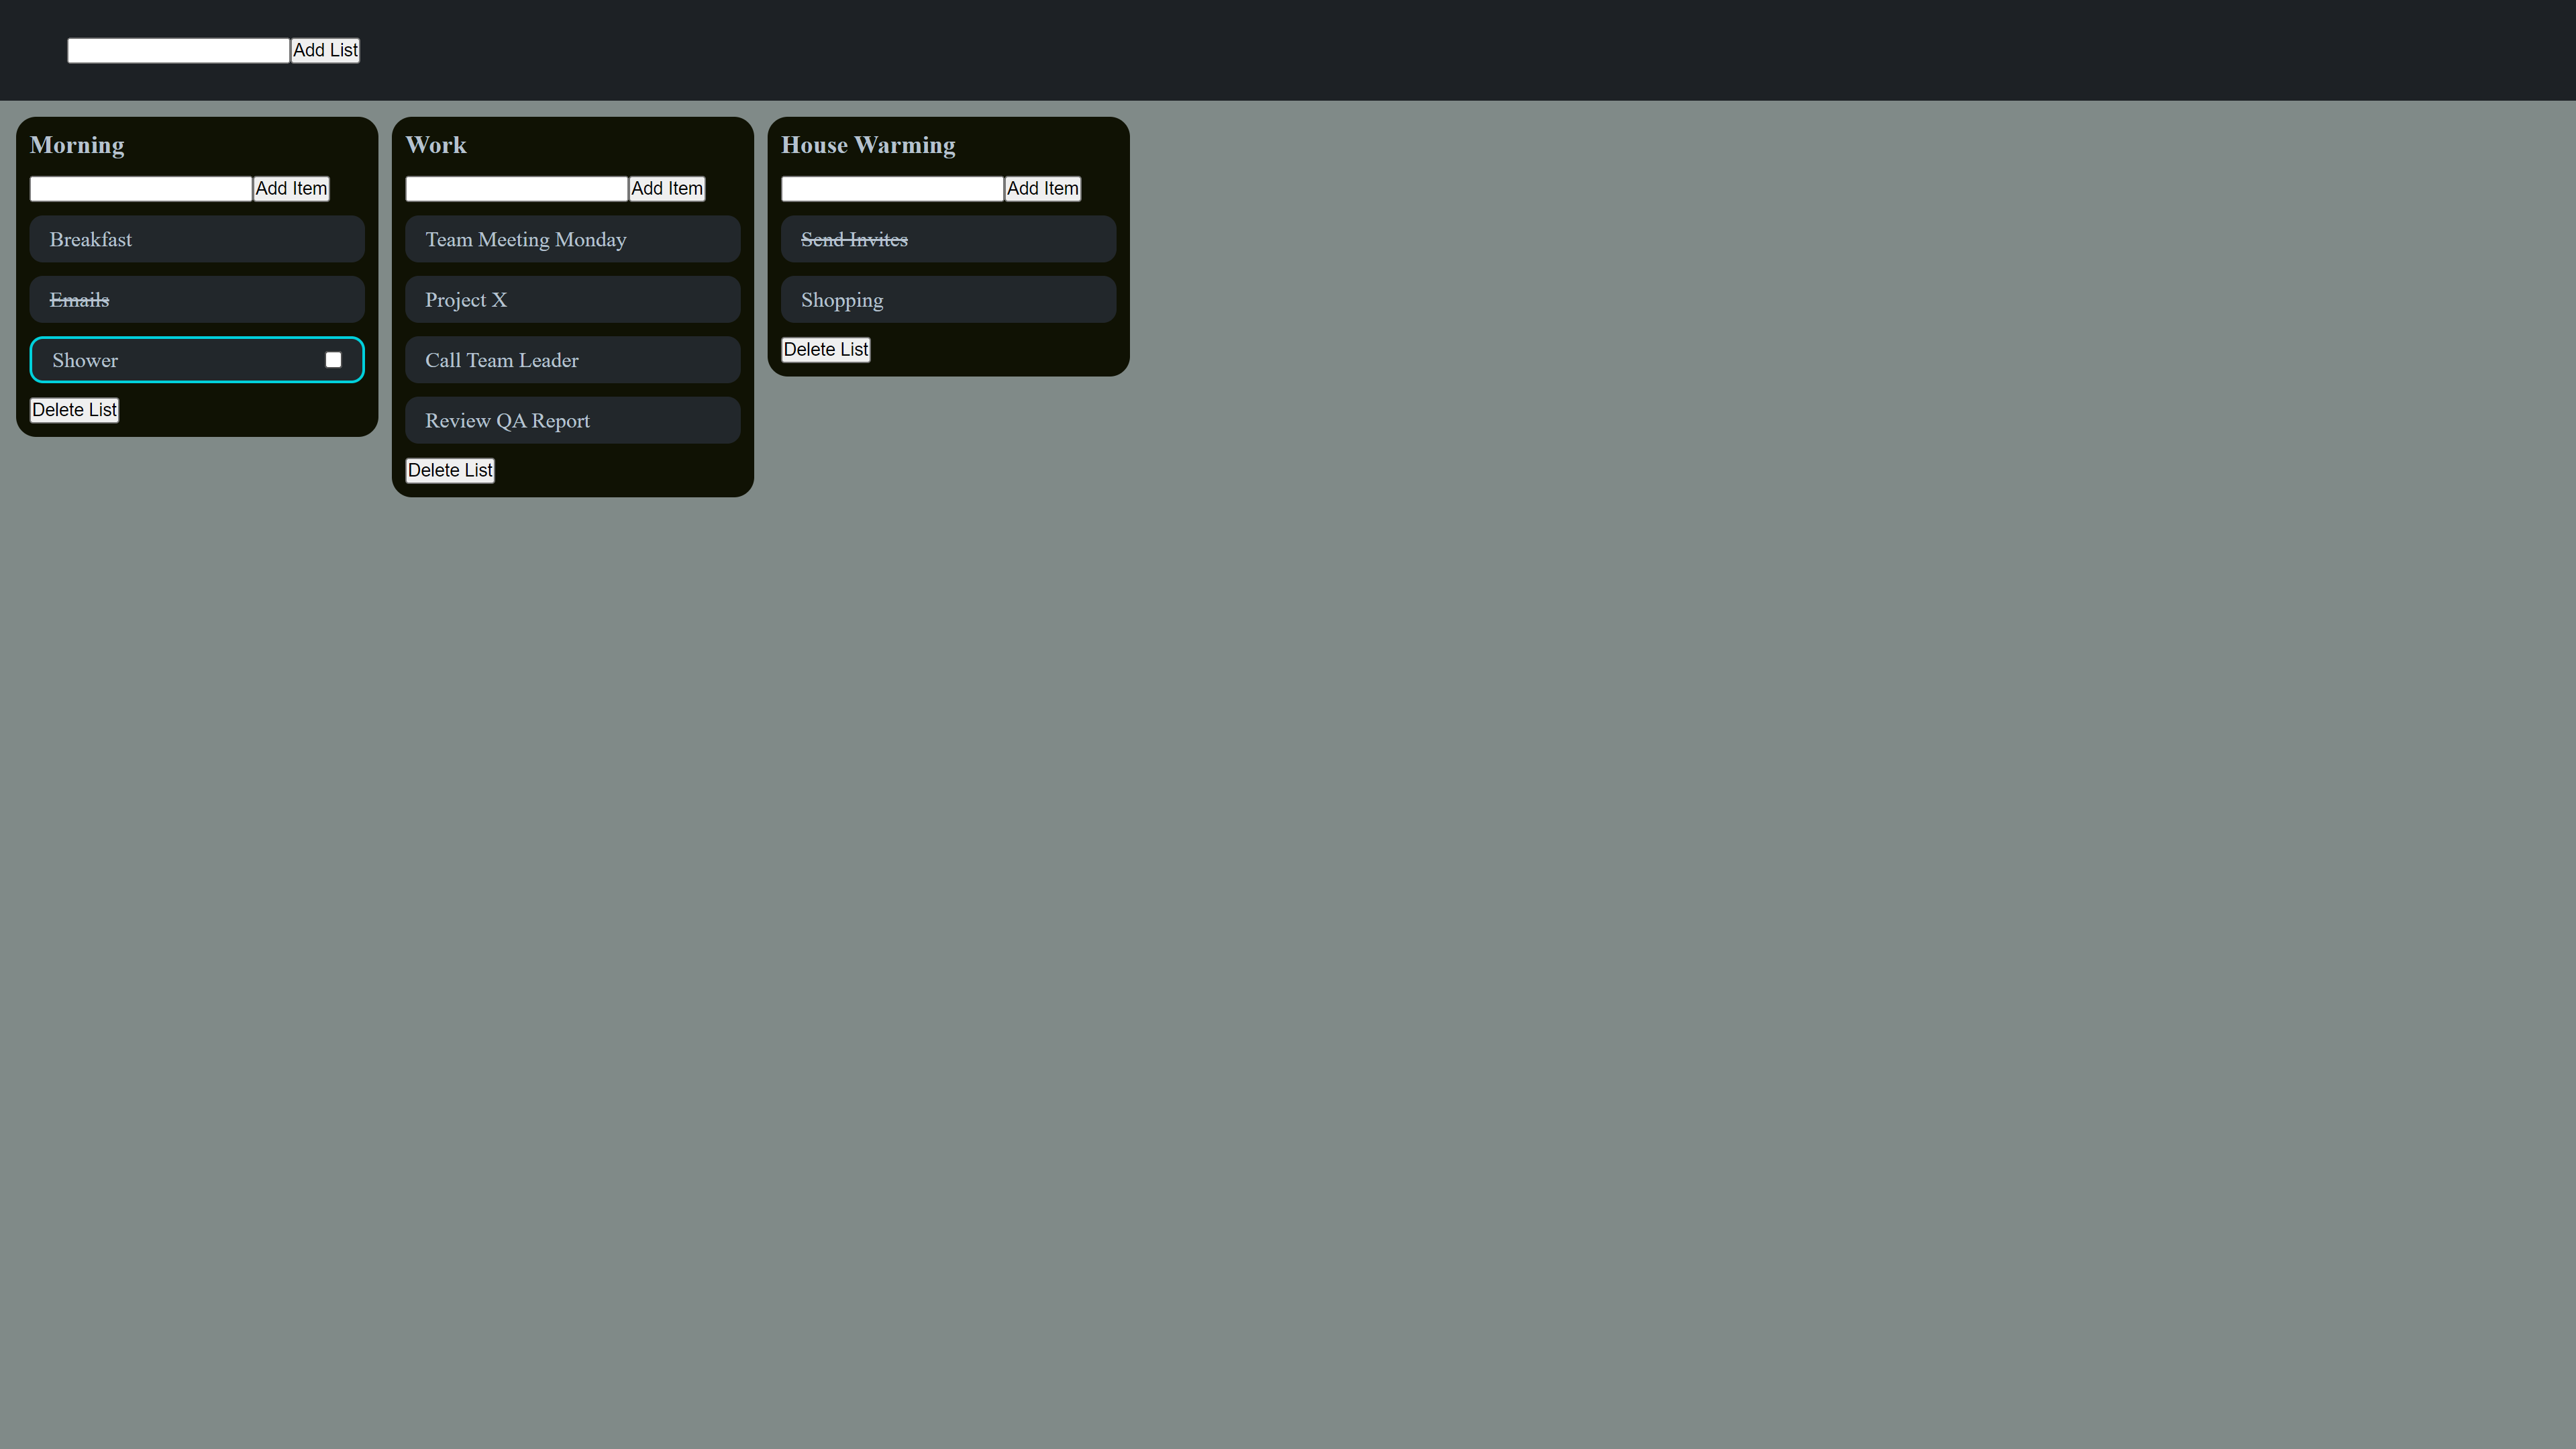 Add List
Morning
Add Item
Breakfast
Emails
Shower
Delete List
Work
Add Item
Team Meeting Monday
Project X
Call Team Leader
Review QA Report
Delete List
House Warming
Add Item
Send Invites
Shopping
Delete List